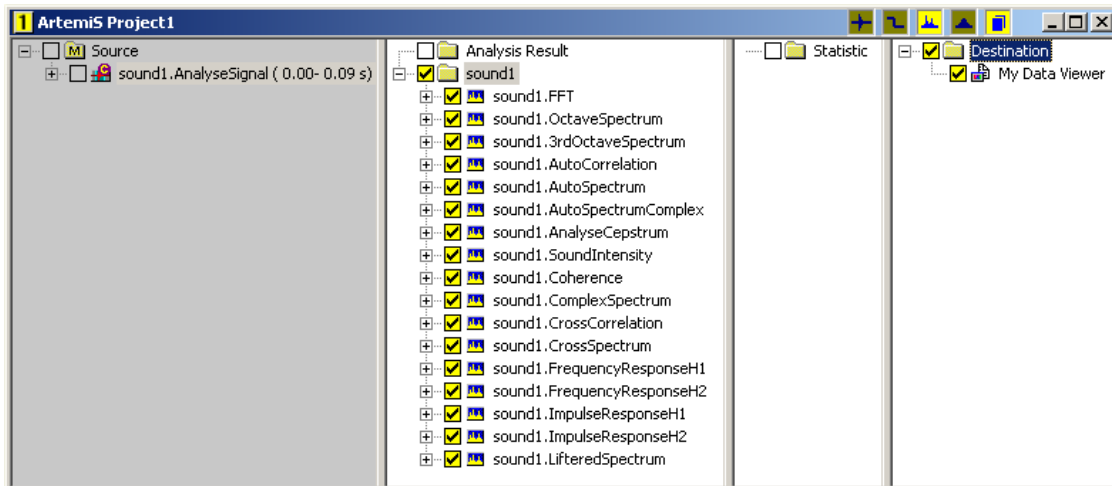 1 ArtemiS Project1
M Source
sound1.AnalyseSignal ( 0.00- 0.09 s)
Analysis Result
sound1
sound1.FFT
sound1.OctaveSpectrum
sound1.3rdOctaveSpectrum
sound1.AutoCorrelation
sound1.AutoSpectrum
sound1.AutoSpectrumComplex
sound1.AnalyseCepstrum
sound1.SoundIntensity
sound1.Coherence
sound1.ComplexSpectrum
sound1.CrossCorrelation
sound1.CrossSpectrum
sound1.FrequencyResponseH1
sound1.FrequencyResponseH2
sound1.ImpulseResponseH1
sound1.ImpulseResponseH2
sound1.LifteredSpectrum
Statistic
Destination
My Data Viewer